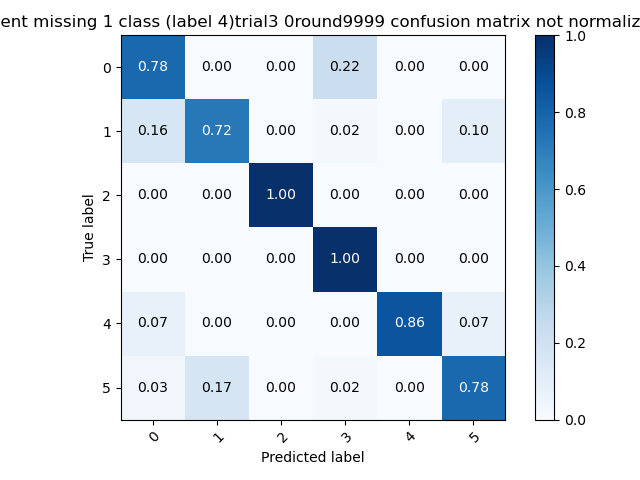 ent missing 1 class (label 4)trial3 0round9999 confusion matrix not normaliz
1.0
0 0.78 0.00 0.00 0.22 0.00 0.00
0.8
1 0.16 0.72 0.00 0.02 0.00 0.10
2 0.00 0.00 1.00 0.00 0.00 0.00
0.6
True label
3 0.00 0.00 0.00 1.00 0.00 0.00
0.4
4 0.07 0.00 0.00 0.00 0.86 0.07
0.2
5 0.03 0.17 0.00 0.02 0.00 0.78
0.0
0 1 2 3 4 5
Predicted label